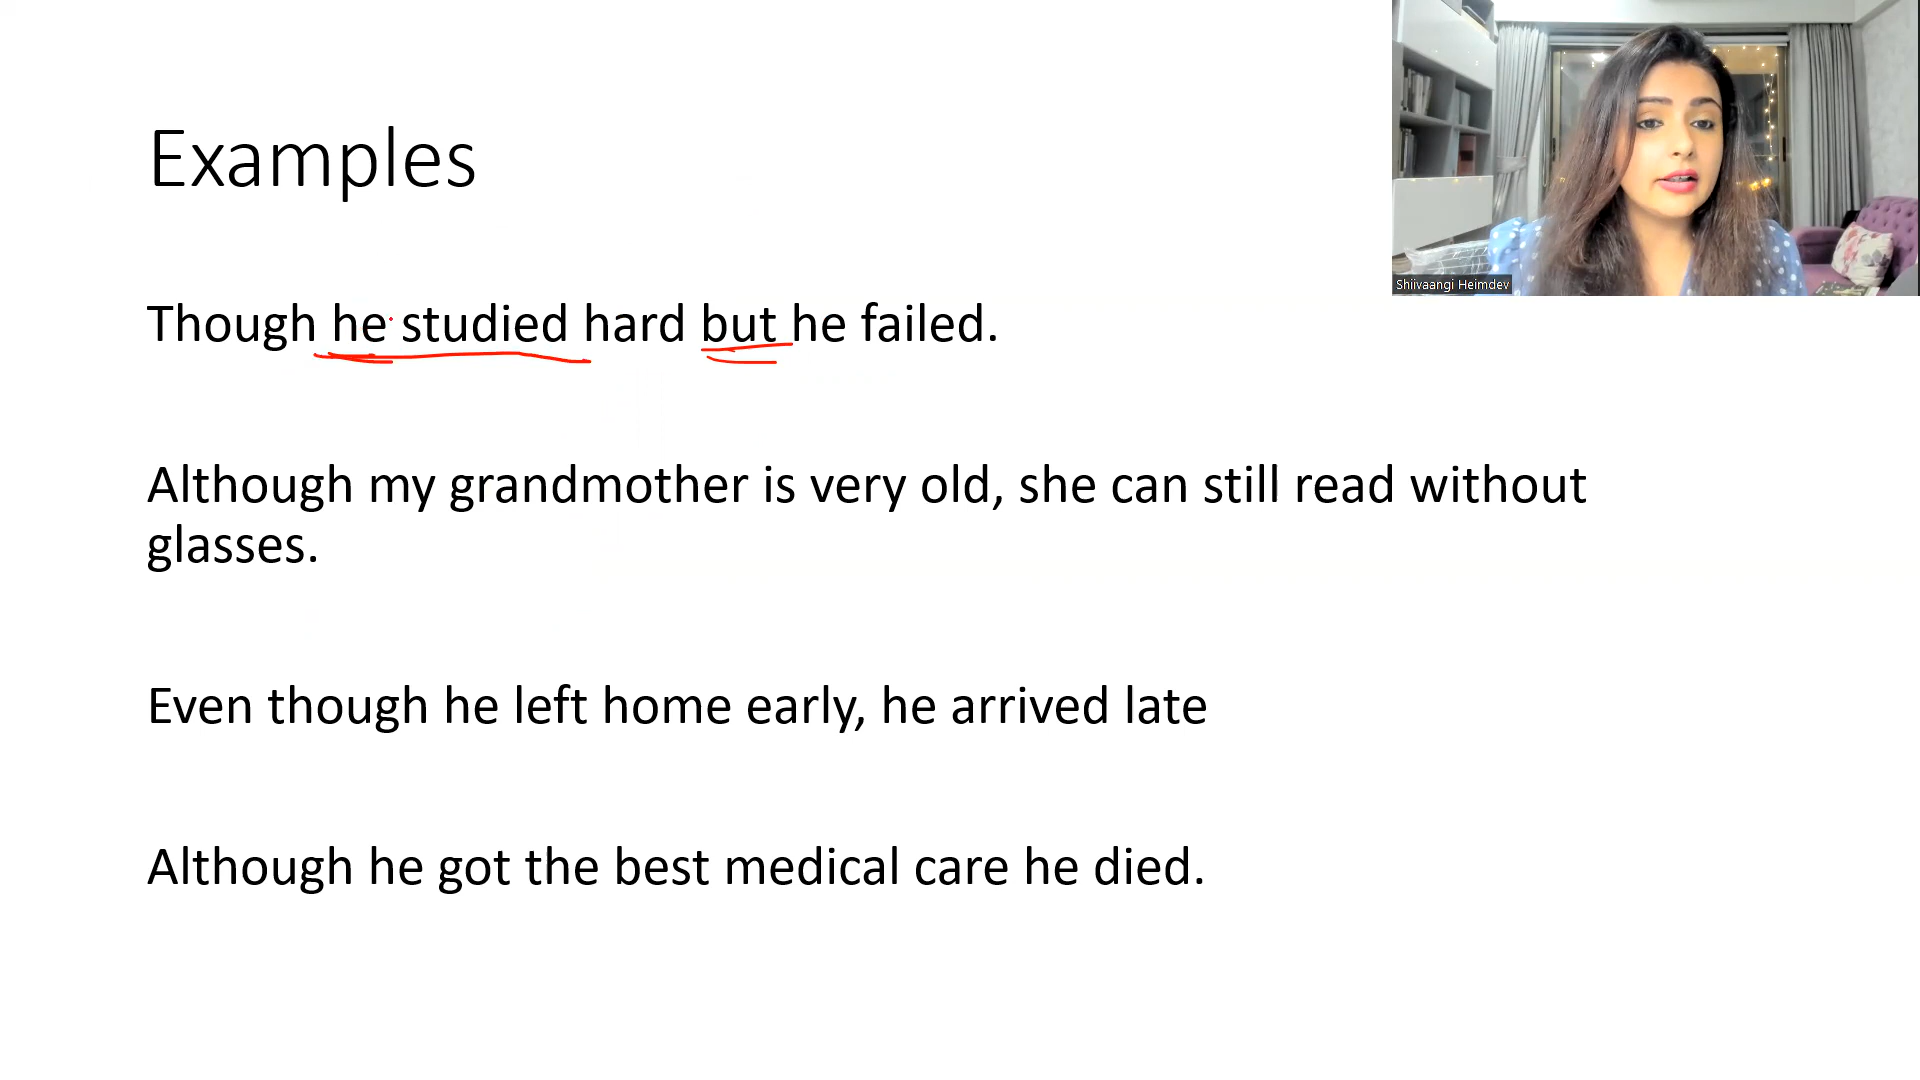 Examples
Shiivaangi Heimdev
Though he studied hard but he failed.
Although my grandmother is very old, she can still read without
glasses.
Even though he left home early, he arrived late
Although he got the best medical care he died.